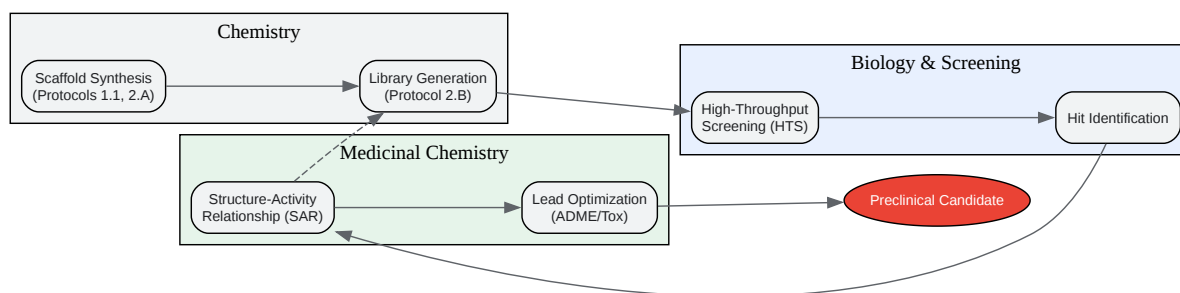 Chemistry
Scaffold Synthesis
(Protocols 1.1, 2.A)
Library Generation
(Protocol 2.B)
Biology & Screening
High-Throughput
Screening (HTS)
Hit Identification
Medicinal Chemistry
Structure-Activity
Relationship (SAR)
Lead Optimization
(ADME/Tox)
Preclinical Candidate